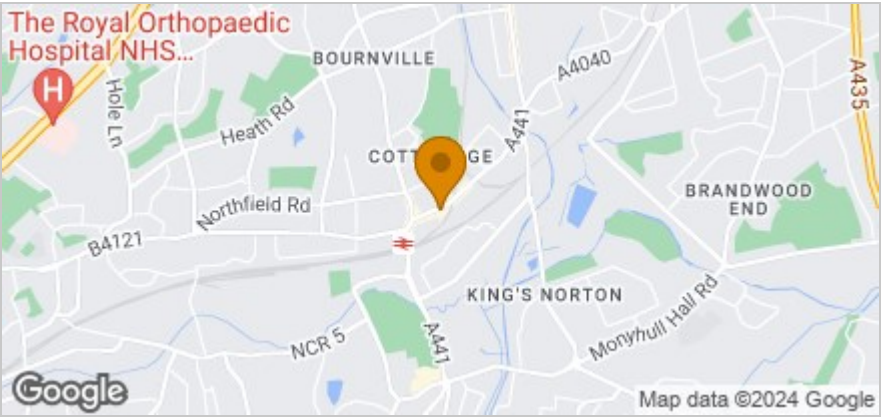 The Royal Orthopaedic
Hospital NHS...
H
BOURNVILLE
A4040
A435
Hole Ln
Heath Rd
A441
Northfield Rd
BRANDWOOD
END
B4121
KING'S NORTON
Monyhull Hall Rd
NCR 5
A441
Google
Map data ©2024 Google